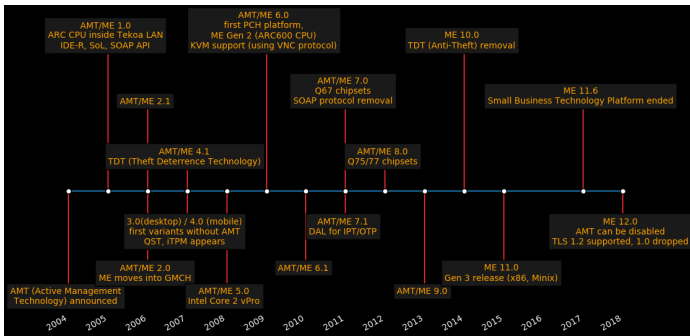 AMT/ME 1.0
ARC CPU inside Tekoa LAN
IDE-R, SoL, SOAP API
AMT/ME 6.0
first PCH platform,
ME Gen 2 (ARC600 CPU)
KVM support (using VNC protocol)
ME 10.0
TDT (Anti-Theft) removal
AMT/ME 7.0
Q67 chipsets
SOAP protocol removal
ME 11.6
Small Business Technology Platform ended
AMT/ME 2.1
AMT/ME 4.1
TDT (Theft Deterrence Technology)
AMT/ME 8.0
Q75/77 chipsets
3.0(desktop) / 4.0 (mobile)
first variants without AMT
QST, iTPM appears
AMT/ME 7.1
DAL for IPT/OTP
ME 12.0
AMT can be disabled
TLS 1.2 supported, 1.0 dropped
AMT/ME 2.0
ME moves into GMCH
AMT/ME 6.1
ME 11.0
Gen 3 release (x86, Minix)
AMT (Active Management
Technology) announced
AMT/ME 5.0
Intel Core 2 vPro
AMT/ME 9.0
2004
2005
2006
2007
2008
2009
2010
2011
2012
2013
2014
2015
2016
2017
2018